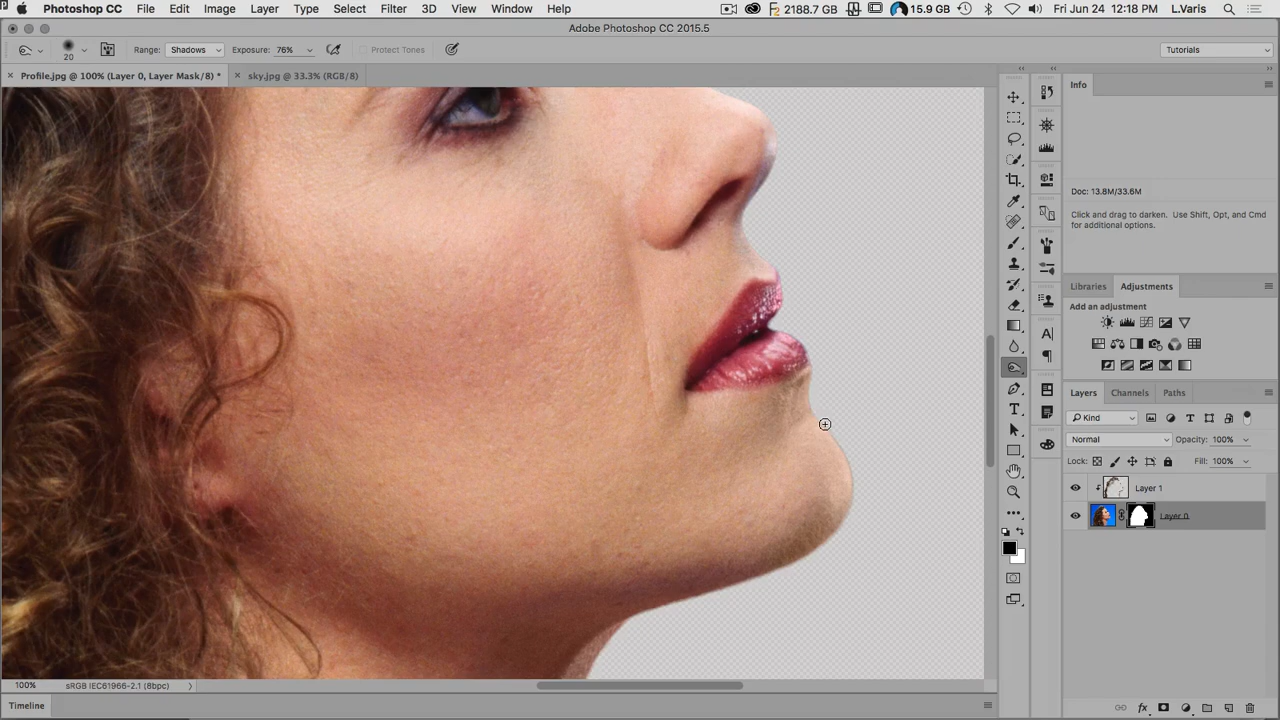 Photoshop CC File Edit Image Layer Type Select Filter 3D View Window Help 2188.7 GB 15.9 GB Fri Jun 24 12:18 PM L.Varis
Adobe Photoshop CC 2015.5
20 Range: Shadows Exposure: 76% Protect Tones Tutorials
× Profile.jpg @ 100% (Layer 0, Layer Mask/8) * × sky.jpg @ 33.3% (RGB/8)
Info
Doc: 13.8M/33.6M
Click and drag to darken. Use Shift, Opt, and Cmd
for additional options.
Libraries Adjustments
Add an adjustment
Layers Channels Paths
Kind
Normal Opacity: 100%
Lock: Fill: 100%
Layer 1
Layer 0
100% sRGB IEC61966-2.1 (8bpc)
Timeline